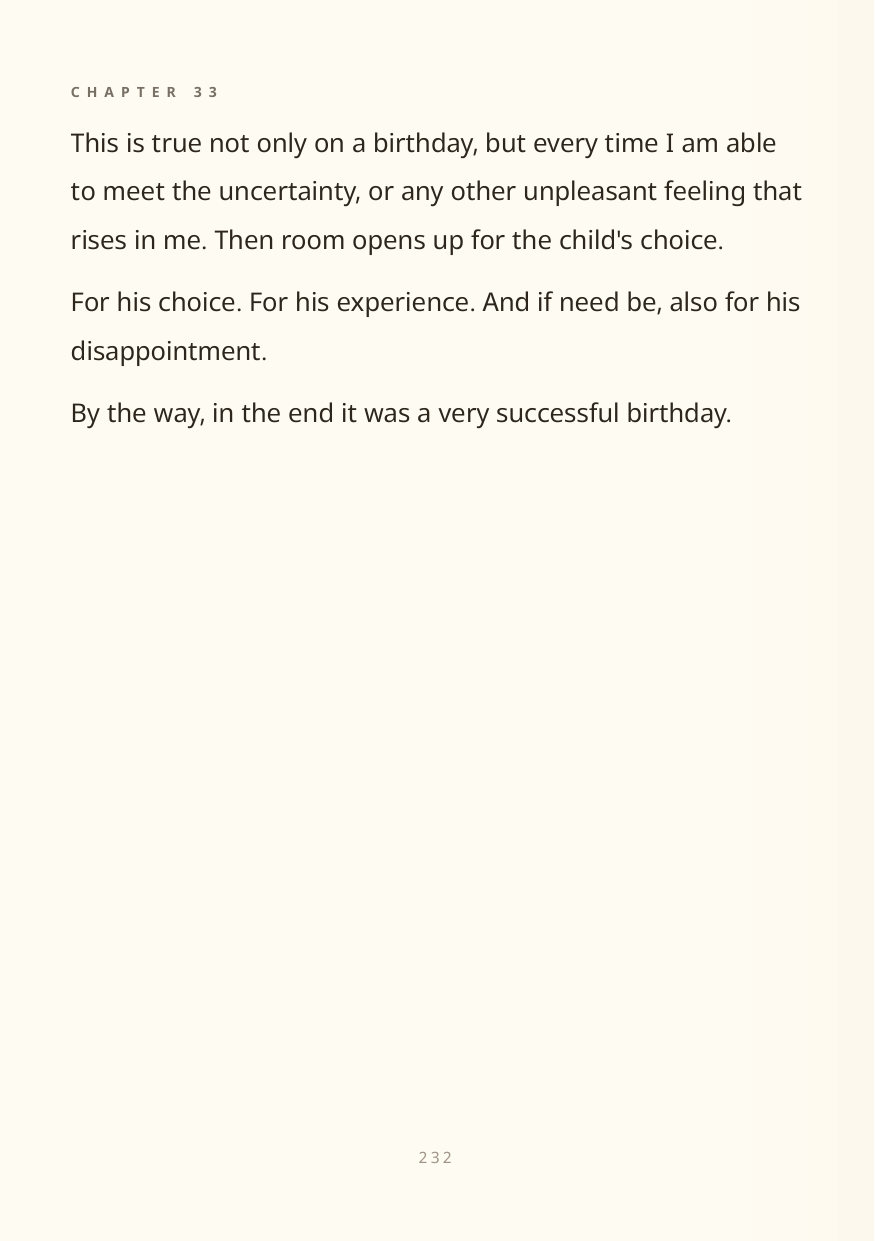 CHAPTER 33
This is true not only on a birthday, but every time I am able
to meet the uncertainty, or any other unpleasant feeling that
rises in me. Then room opens up for the child's choice.
For his choice. For his experience. And if need be, also for his
disappointment.
By the way, in the end it was a very successful birthday.
232